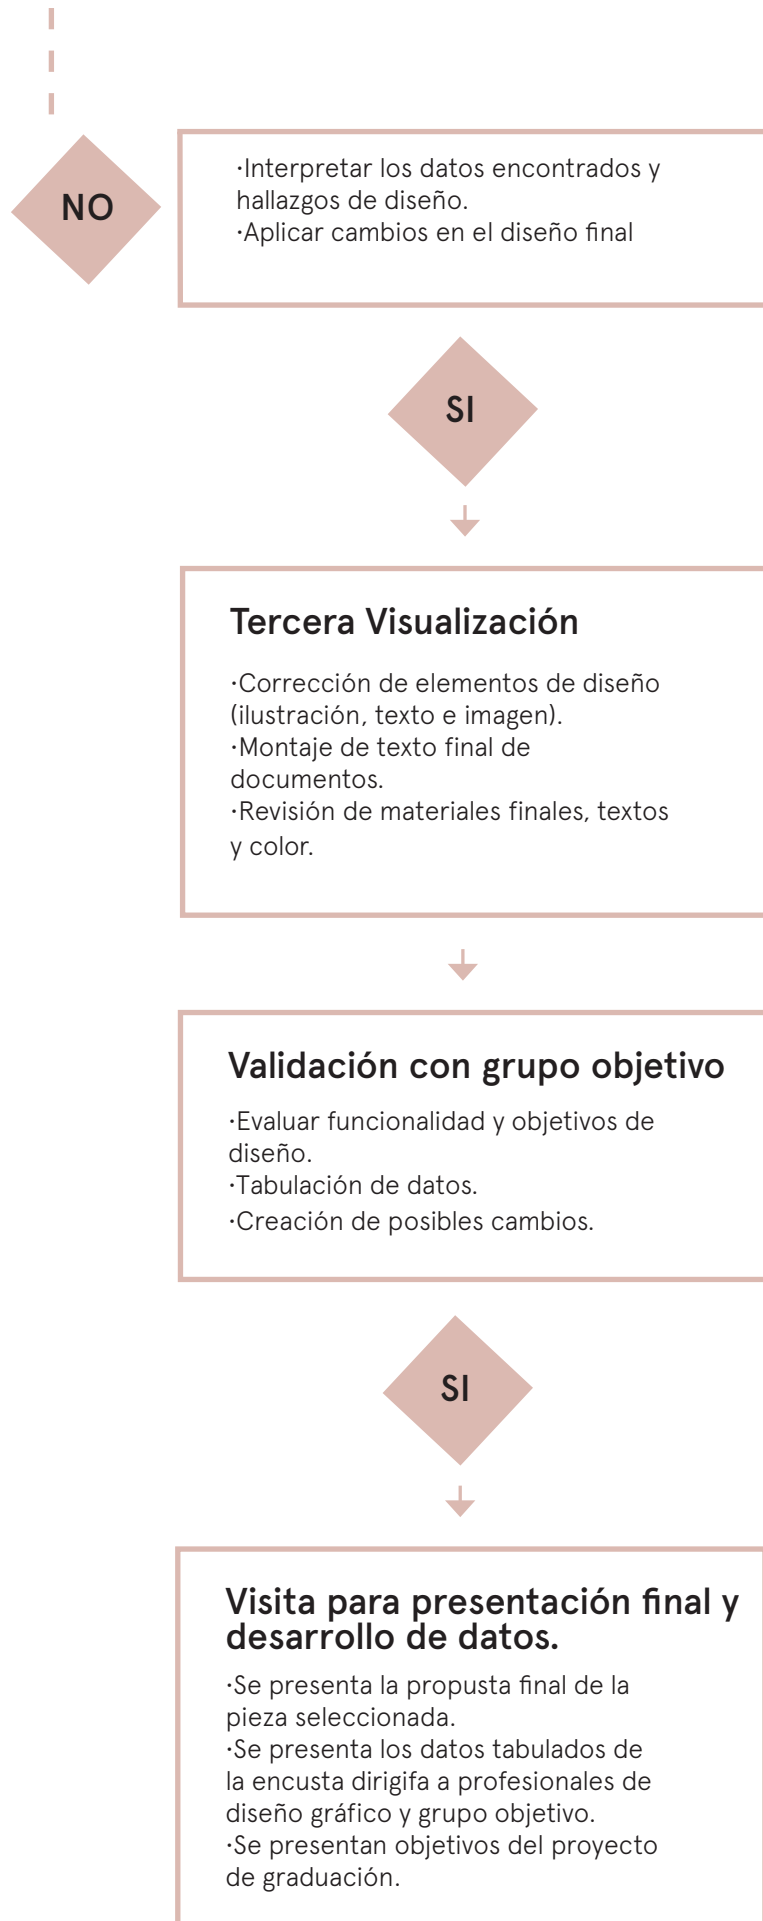 NO
·Interpretar los datos encontrados y
hallazgos de diseño.
·Aplicar cambios en el diseño final
SI
Tercera Visualización
·Corrección de elementos de diseño
(ilustración, texto e imagen).
·Montaje de texto final de
documentos.
·Revisión de materiales finales, textos
y color.
Validación con grupo objetivo
·Evaluar funcionalidad y objetivos de
diseño.
·Tabulación de datos.
·Creación de posibles cambios.
SI
Visita para presentación final y
desarrollo de datos.
·Se presenta la propusta final de la
pieza seleccionada.
·Se presenta los datos tabulados de
la encusta dirigifa a profesionales de
diseño gráfico y grupo objetivo.
·Se presentan objetivos del proyecto
de graduación.